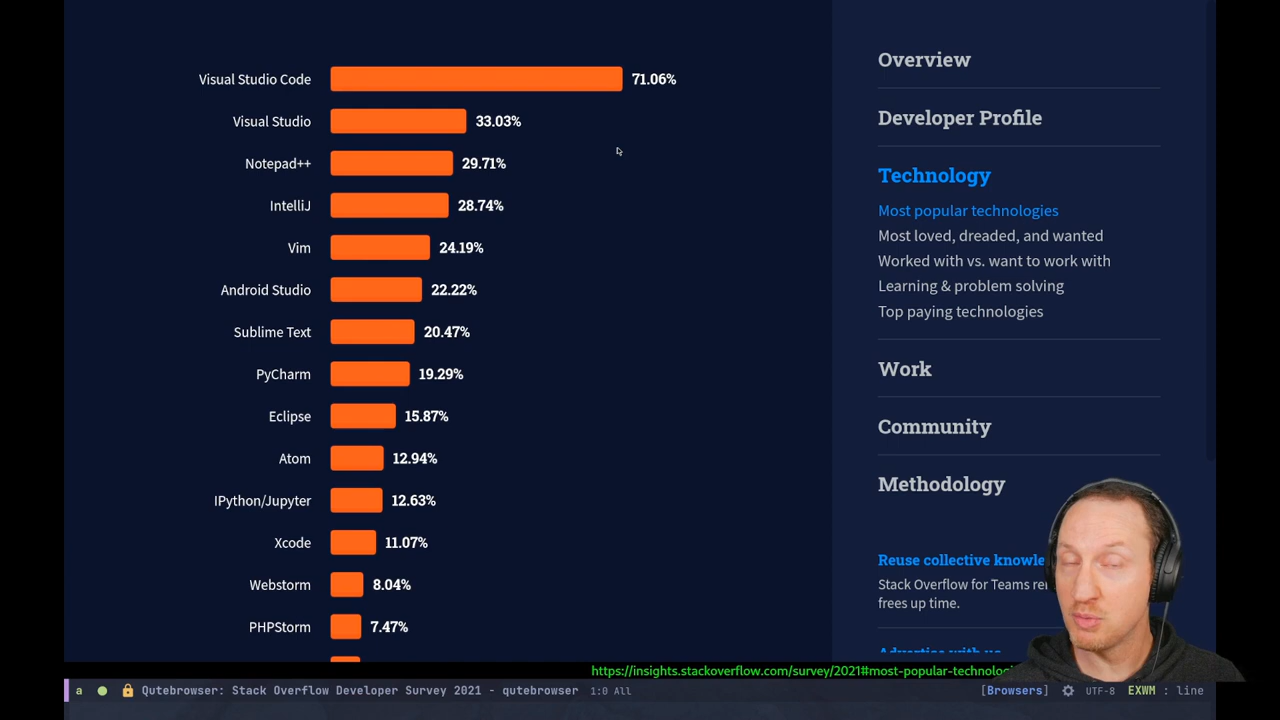 Visual Studio Code 71.06%
Visual Studio 33.03%
Notepad++ 29.71%
IntelliJ 28.74%
Vim 24.19%
Android Studio 22.22%
Sublime Text 20.47%
PyCharm 19.29%
Eclipse 15.87%
Atom 12.94%
IPython/Jupyter 12.63%
Xcode 11.07%
Webstorm 8.04%
PHPStorm 7.47%
Overview
Developer Profile
Technology
Most popular technologies
Most loved, dreaded, and wanted
Worked with vs. want to work with
Learning & problem solving
Top paying technologies
Work
Community
Methodology
Reuse collective knowle
Stack Overflow for Teams re
frees up time.
Advertise with us
https://insights.stackoverflow.com/survey/2021#most-popular-technolo
a Qutebrowser: Stack Overflow Developer Survey 2021 - qutebrowser 1:0 All [Browsers] UTF-8 EXWM : line